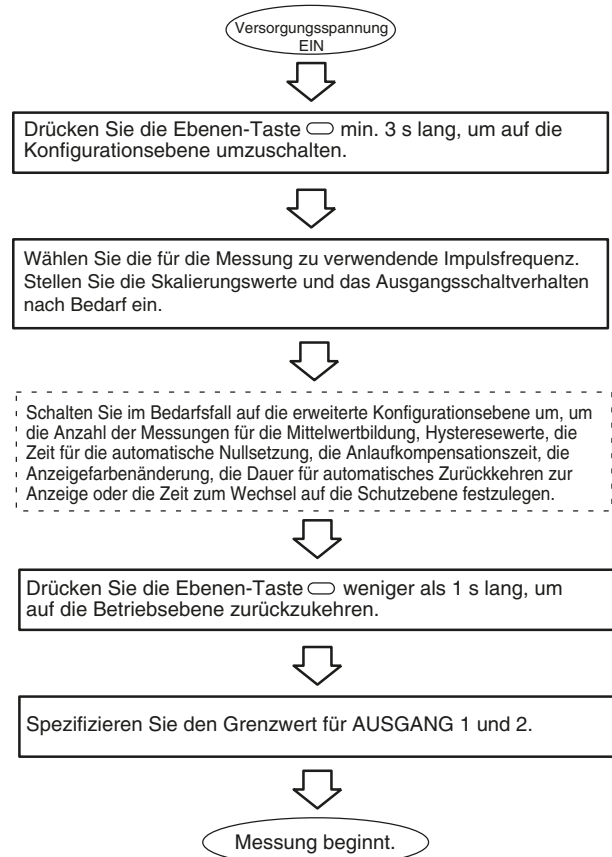 Versorgungsspannung
EIN
Drücken Sie die Ebenen-Taste min. 3 s lang, um auf die
Konfigurationsebene umzuschalten.
Wählen Sie die für die Messung zu verwendende Impulsfrequenz.
Stellen Sie die Skalierungswerte und das Ausgangsschaltverhalten
nach Bedarf ein.
Schalten Sie im Bedarfsfall auf die erweiterte Konfigurationsebene um, um
die Anzahl der Messungen für die Mittelwertbildung, Hysteresewerte, die
Zeit für die automatische Nullsetzung, die Anlaufkompensationszeit, die
Anzeigefarbenänderung, die Dauer für automatisches Zurückkehren zur
Anzeige oder die Zeit zum Wechsel auf die Schutzebene festzulegen.
Drücken Sie die Ebenen-Taste weniger als 1 s lang, um
auf die Betriebsebene zurückzukehren.
Spezifizieren Sie den Grenzwert für AUSGANG 1 und 2.
Messung beginnt.